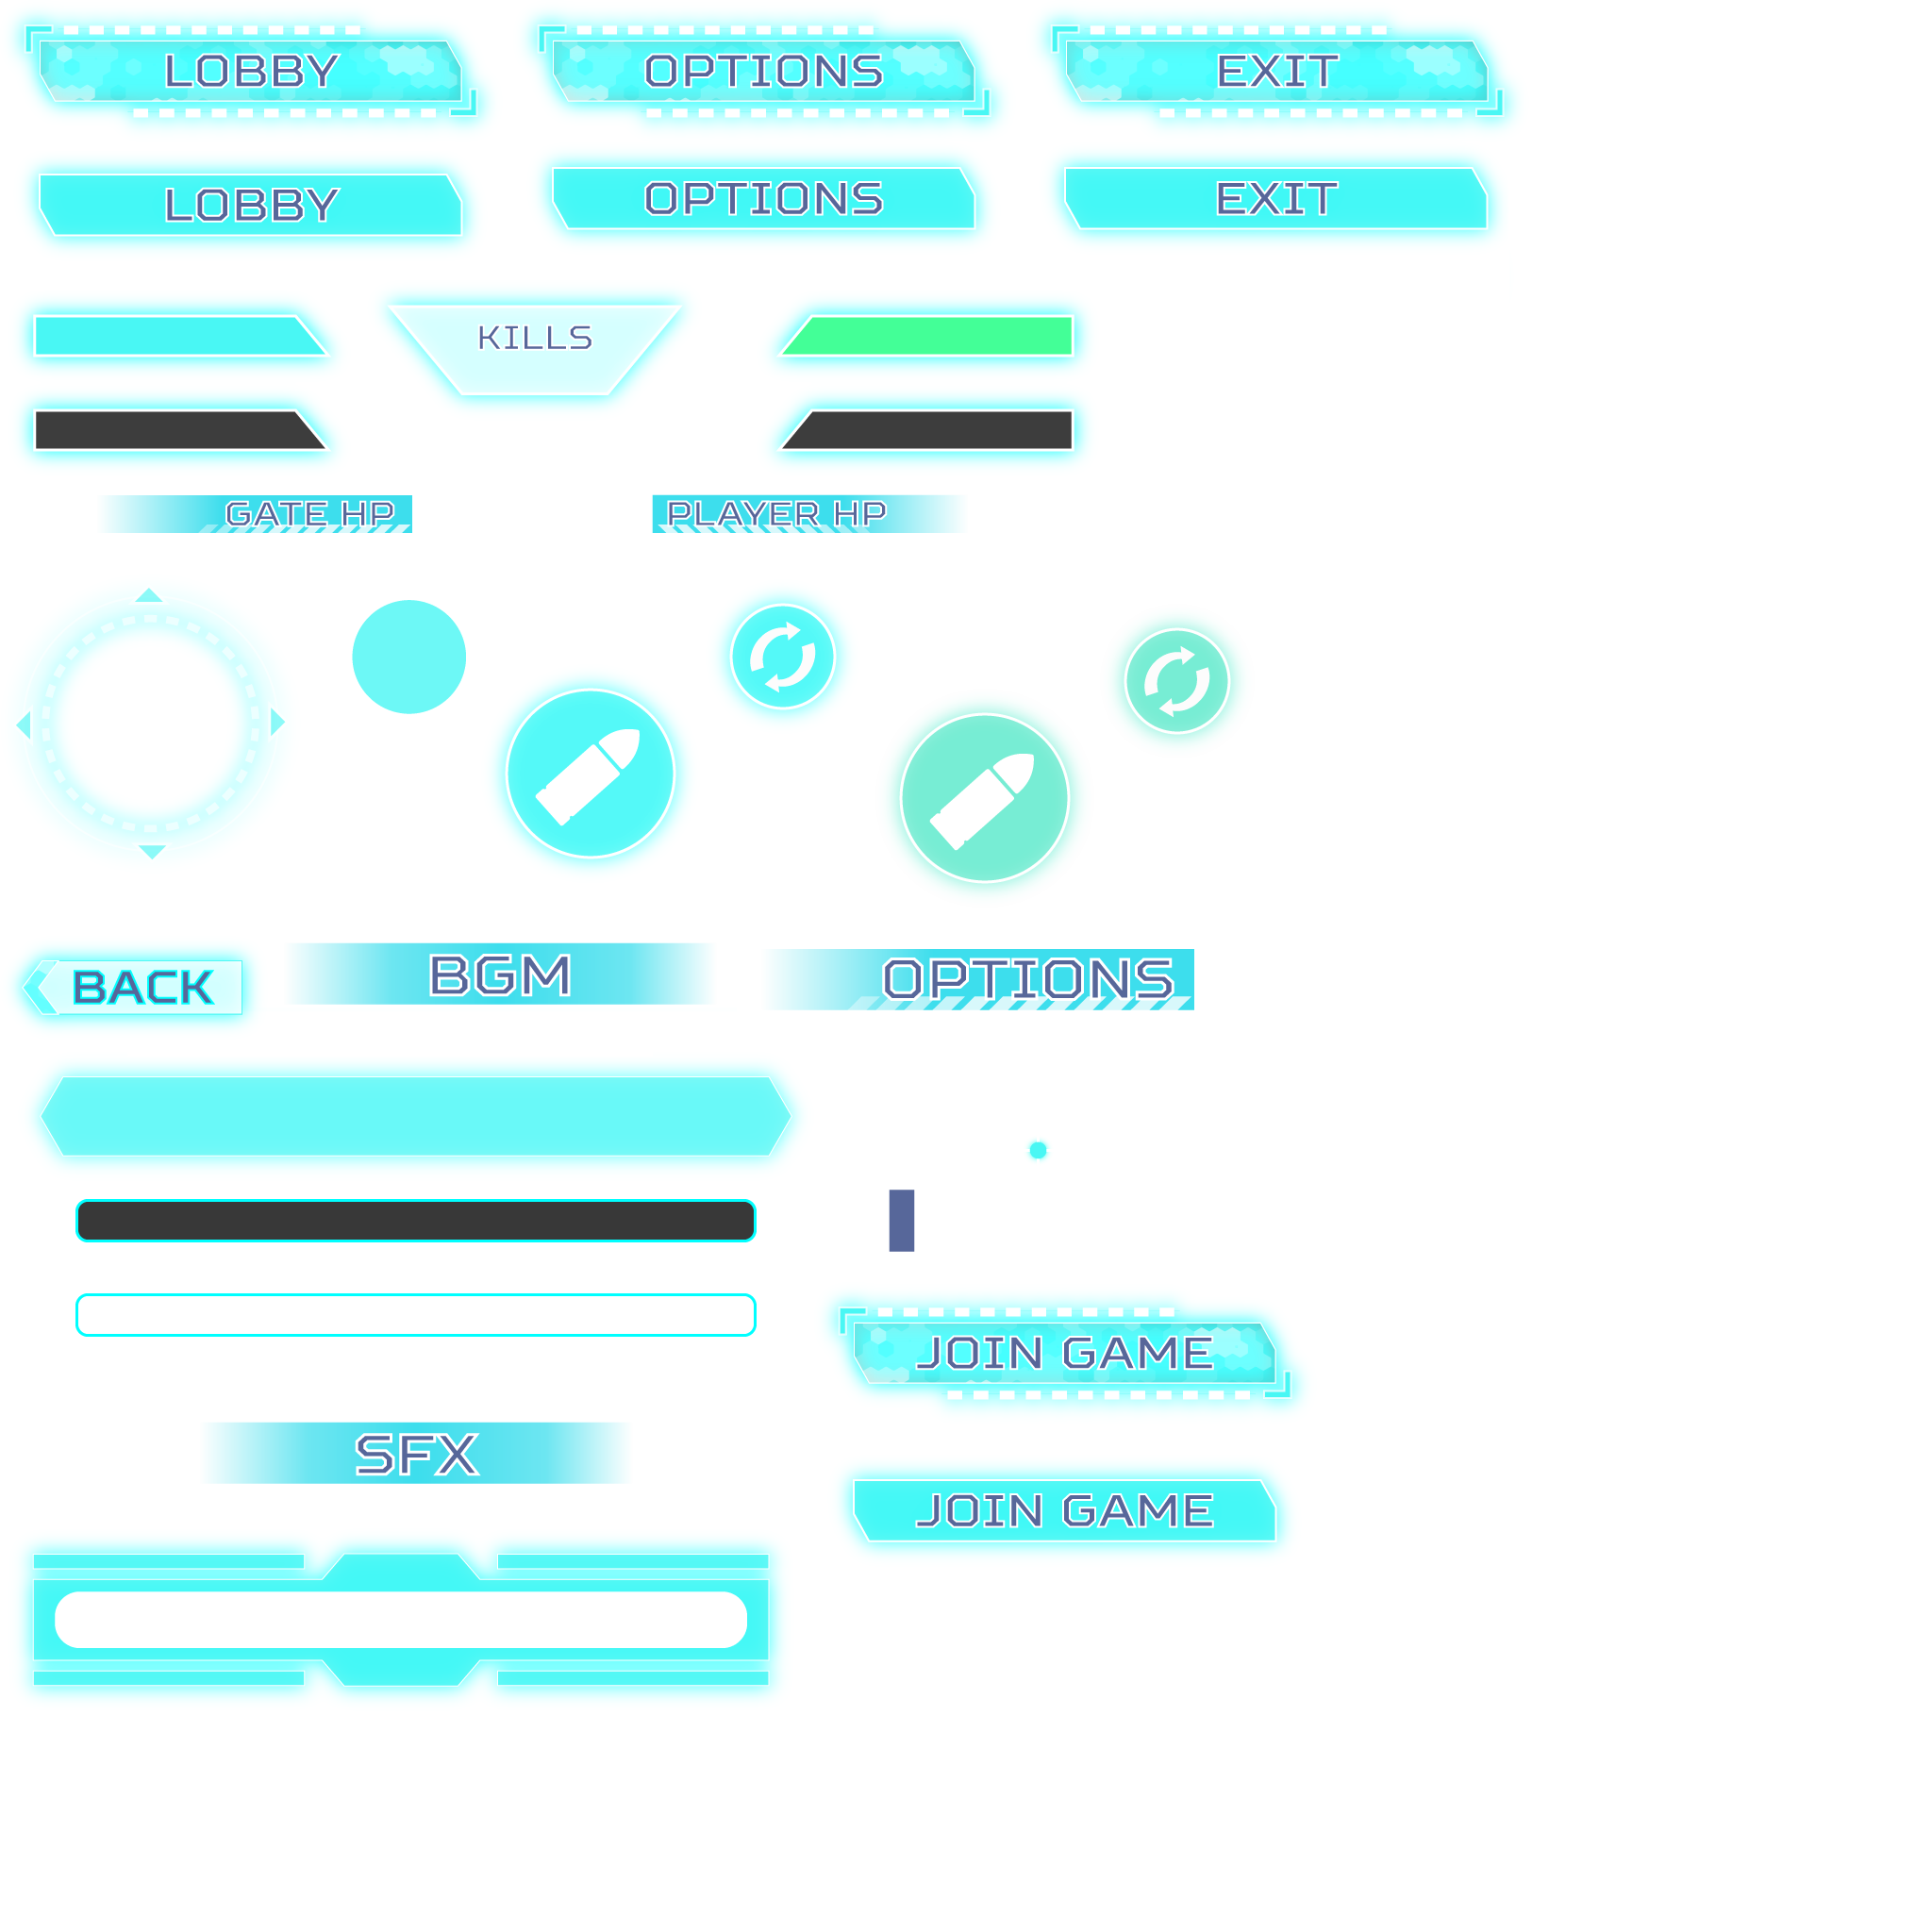 LOBBY
OPTIONS
EXIT
LOBBY
OPTIONS
EXIT
KILLS
GATE HP
PLAYER HP
BACK
BGM
OPTIONS
JOIN GAME
SFX
JOIN GAME